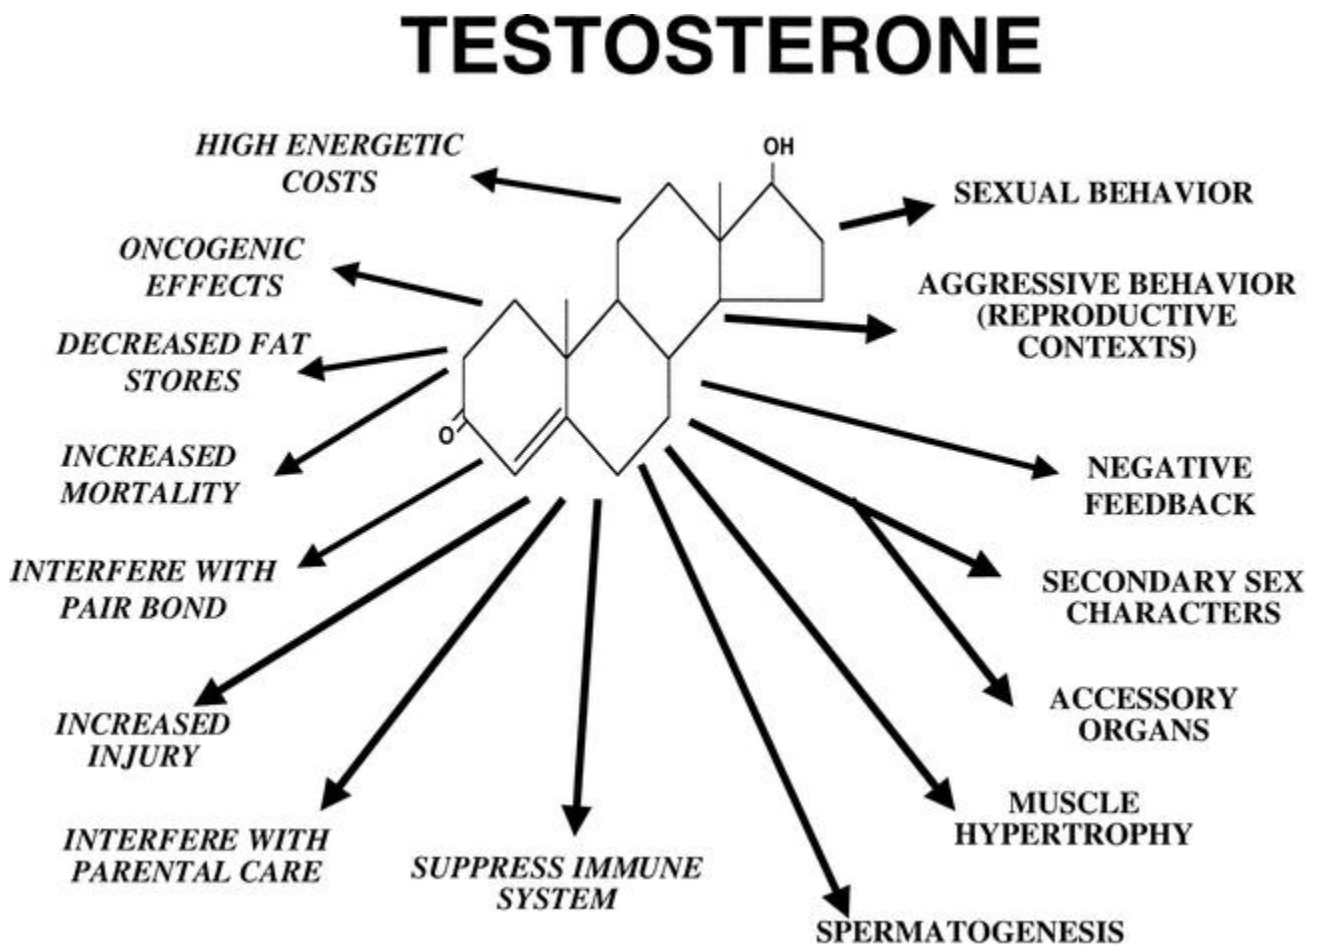 TESTOSTERONE
HIGH ENERGETIC
COSTS
OH
SEXUAL BEHAVIOR
ONCOGENIC
EFFECTS
AGGRESSIVE BEHAVIOR
(REPRODUCTIVE
CONTEXTS)
DECREASED FAT
STORES
O
INCREASED
MORTALITY
NEGATIVE
FEEDBACK
INTERFERE WITH
PAIR BOND
SECONDARY SEX
CHARACTERS
INCREASED
INJURY
ACCESSORY
ORGANS
MUSCLE
HYPERTROPHY
INTERFERE WITH
PARENTAL CARE
SUPPRESS IMMUNE
SYSTEM
SPERMATOGENESIS